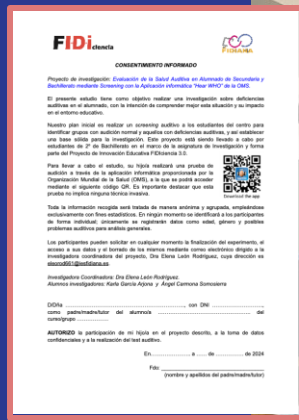 FIDiciencia
FIDIANA
CONSENTIMIENTO INFORMADO
Proyecto de investigación: Evaluación de la Salud Auditiva en Alumnado de Secundaria y
Bachillerato mediante Screening con la Aplicación informática "Hear WHO" de la OMS.
El presente estudio tiene como objetivo realizar una investigación sobre deficiencias
auditivas en el alumnado, con la intención de comprender mejor esta situación y su impacto
en el entorno educativo.
Nuestro plan inicial es realizar un screening auditivo a los estudiantes del centro para
identificar grupos con audición normal y aquellos con deficiencias auditivas, y así establecer
una base sólida para la investigación. Este proyecto está siendo llevado a cabo por
estudiantes de 2º de Bachillerato en el marco de la asignatura de Investigación y forma
parte del Proyecto de Innovación Educativa FIDIciencia 3.0.
Para llevar a cabo el estudio, su hijo/a realizará una prueba de
audición a través de la aplicación informática proporcionada por la
Organización Mundial de la Salud (OMS), a la que se podrá acceder
mediante el siguiente código QR. Es importante destacar que esta
prueba no implica ninguna técnica invasiva.
Download the app
Toda la información recogida será tratada de manera anónima y agrupada, empleándose
exclusivamente con fines estadísticos. En ningún momento se identificará a los participantes
de forma individual, únicamente se registrarán datos como edad, género y posibles
problemas auditivos para análisis generales.
Los participantes pueden solicitar en cualquier momento la finalización del experimento, el
acceso a sus datos y el borrado de los mismos mediante correo electrónico dirigido a la
investigadora coordinadora del proyecto, Dra Elena León Rodríguez, cuya dirección es
Investigadora Coordinadora: Dra Elena León Rodríguez.
Alumnos investigadores: Karla García Arjona y Ángel Carmona Somosierra
D/Dña ............................................................, con DNI ........................,
como padre/madre/tutor del alumno/a .................................... del
curso/grupo ................
AUTORIZO la participación de mi hijo/a en el proyecto descrito, a la toma de datos
confidenciales y a la realización del test auditivo.
En.................... a ...... de .................. de 2024
Fdo: ........................................
(nombre y apellidos del padre/madre/tutor)